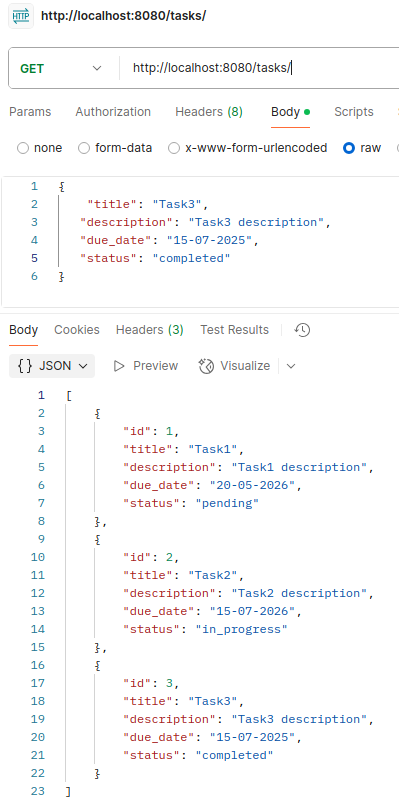 HTTP http://localhost:8080/tasks/
GET http://localhost:8080/tasks/
Params Authorization Headers (8) Body Scripts
none form-data x-www-form-urlencoded raw
1 {
2 "title": "Task3",
3 "description": "Task3 description",
4 "due_date": "15-07-2025",
5 "status": "completed"
6 }
Body Cookies Headers (3) Test Results
{} JSON Preview Visualize
1 [
2 {
3 "id": 1,
4 "title": "Task1",
5 "description": "Task1 description",
6 "due_date": "20-05-2026",
7 "status": "pending"
8 },
9 {
10 "id": 2,
11 "title": "Task2",
12 "description": "Task2 description",
13 "due_date": "15-07-2026",
14 "status": "in_progress"
15 },
16 {
17 "id": 3,
18 "title": "Task3",
19 "description": "Task3 description",
20 "due_date": "15-07-2025",
21 "status": "completed"
22 }
23 ]